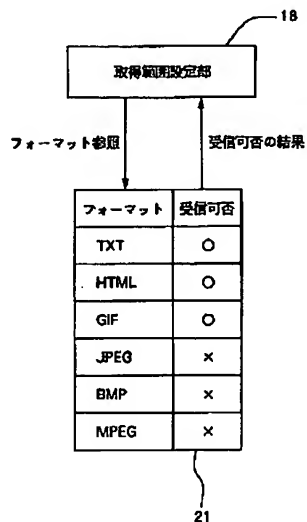 18
取得範囲設定部
フォーマット参照
受信可否の結果
フォーマット 受信可否
TXT ○
HTML ○
GIF ○
JPEG ×
BMP ×
MPEG ×
21